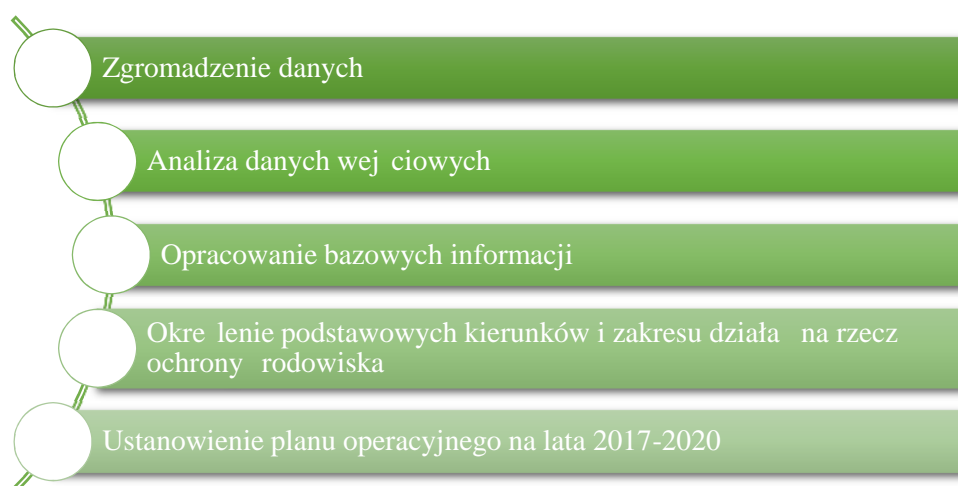 Zgromadzenie danych
Analiza danych wej ciowych
Opracowanie bazowych informacji
Okre lenie podstawowych kierunków i zakresu działa na rzecz
ochrony rodowiska
Ustanowienie planu operacyjnego na lata 2017-2020